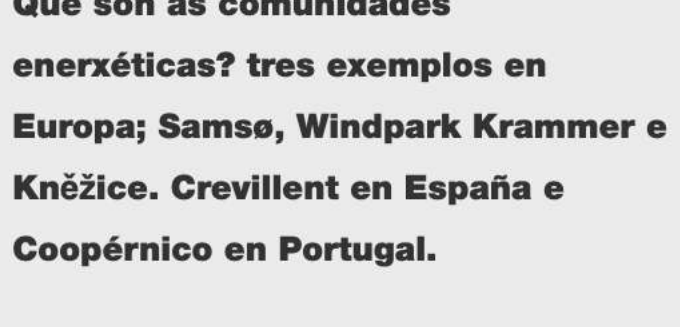 Que son as comunidades
enerxéticas? tres exemplos en
Europa; Samsø, Windpark Krammer e
Kněžice. Crevillent en España e
Coopérnico en Portugal.